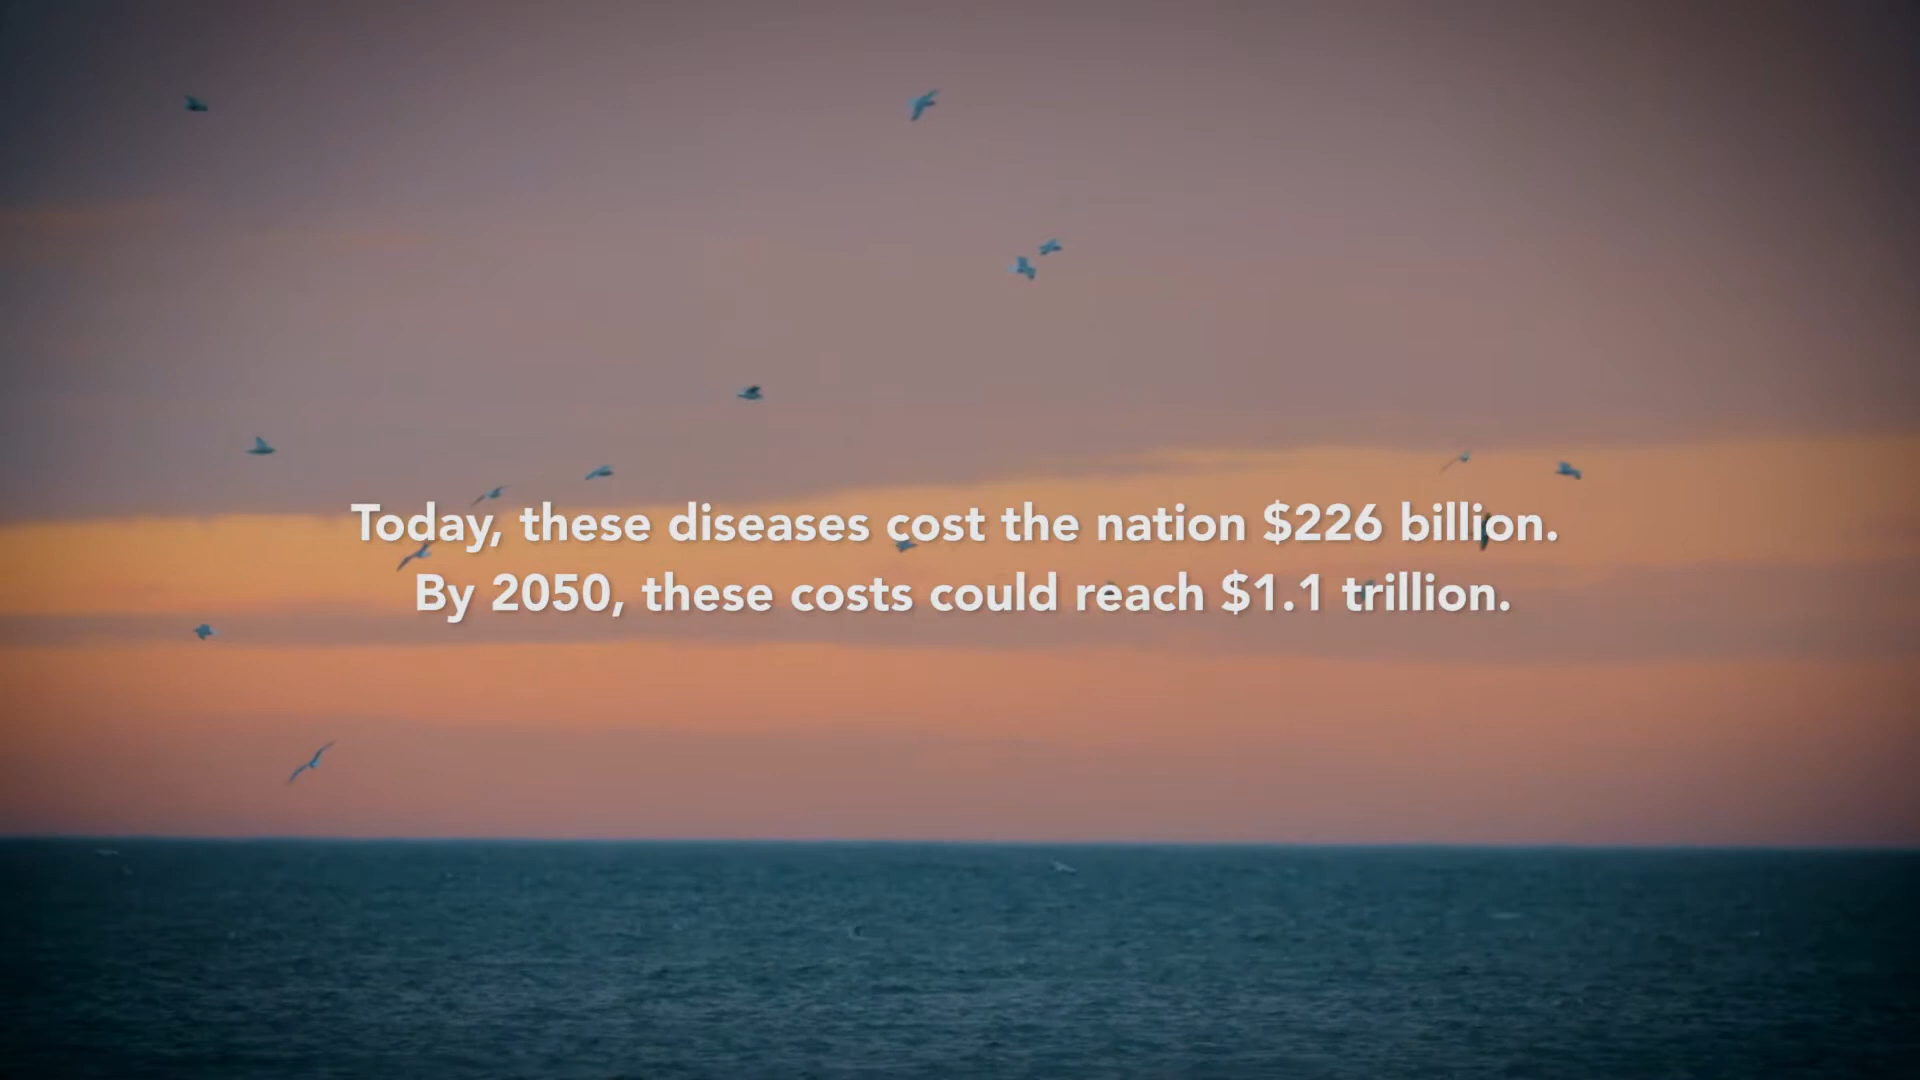 Today, these diseases cost the nation $226 billion.
By 2050, these costs could reach $1.1 trillion.